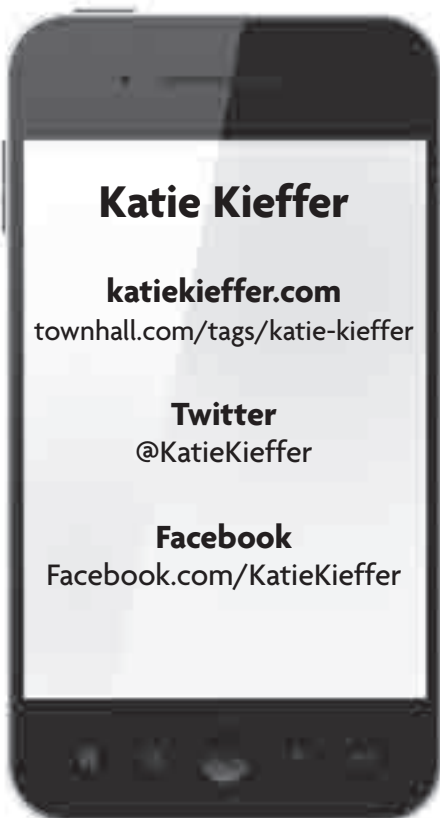 Katie Kieffer
katiekieffer.com
townhall.com/tags/katie-kieffer
Twitter
@KatieKieffer
Facebook
Facebook.com/KatieKieffer